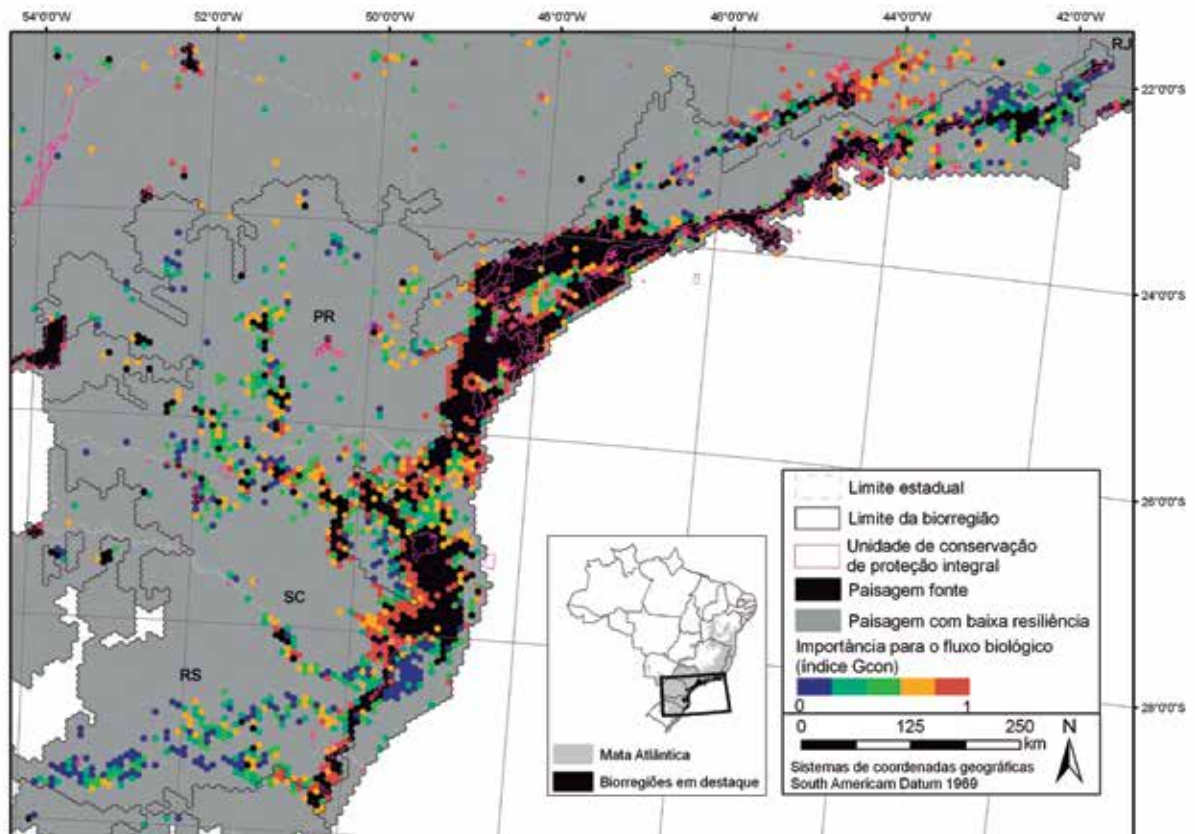 54°0'0"W 52°0'0"W 50°0'0"W 48°0'0"W 46°0'0"W 44°0'0"W 42°0'0"W
RJ
22°0'0"S
24°0'0"S
PR
26°0'0"S
SC
RS
28°0'0"S
Mata Atlântica
Biorregiões em destaque
Limite estadual
Limite da biorregião
Unidade de conservação
de proteção integral
Paisagem fonte
Paisagem com baixa resiliência
Importância para o fluxo biológico
(índice Gcon)
0 1
0 125 250
km
N
Sistemas de coordenadas geográficas
South Americam Datum 1969